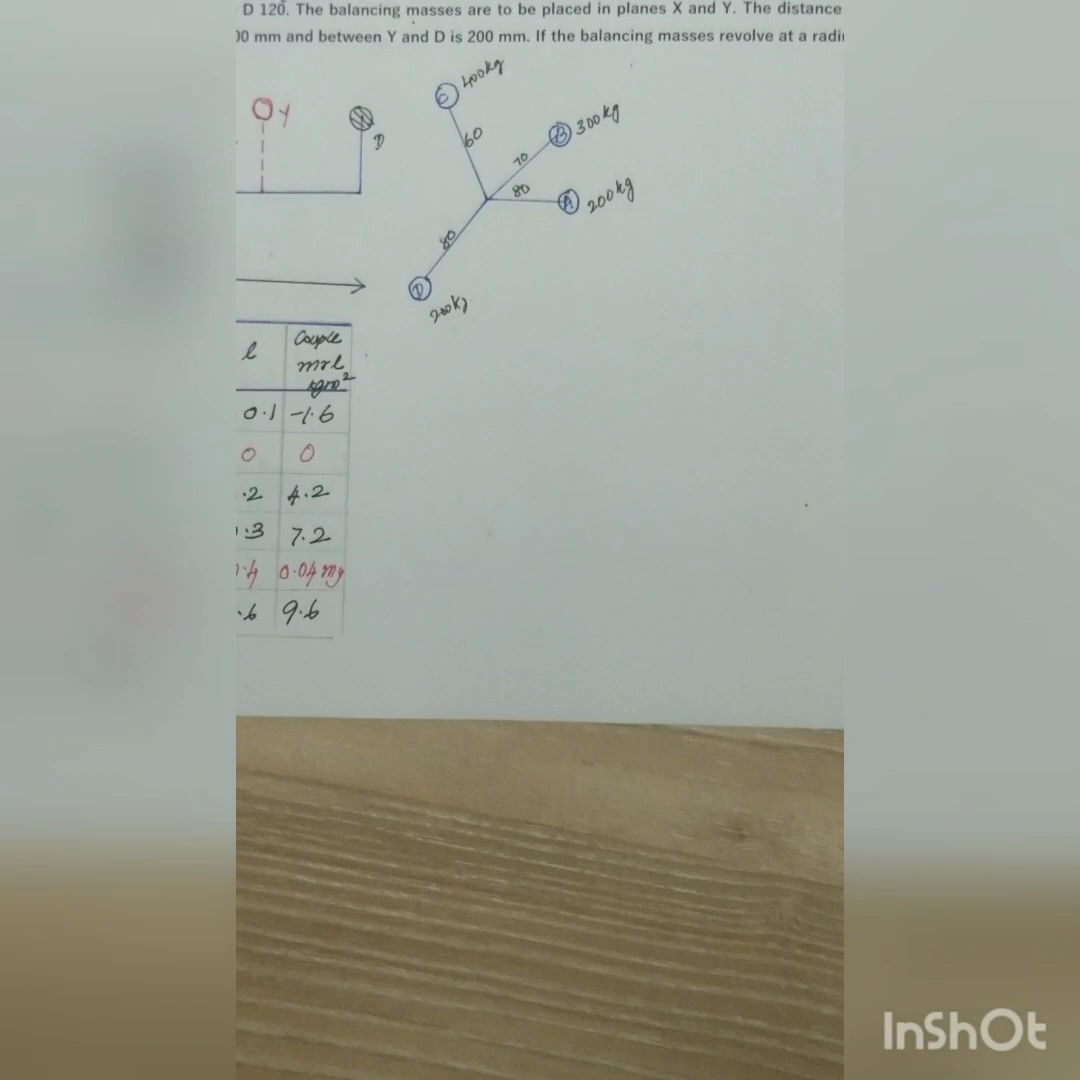 D 120. The balancing masses are to be placed in planes X and Y. The distance
00 mm and between Y and D is 200 mm. If the balancing masses revolve at a radi
C 400kg
Y
D
60
B 300kg
70
80
A 200kg
80
D
200kg
l
Couple
mrl
kgm²
0.1 -1.6
0 0
.2 4.2
0.3 7.2
0.4 0.04 my
.6 9.6
InShOt